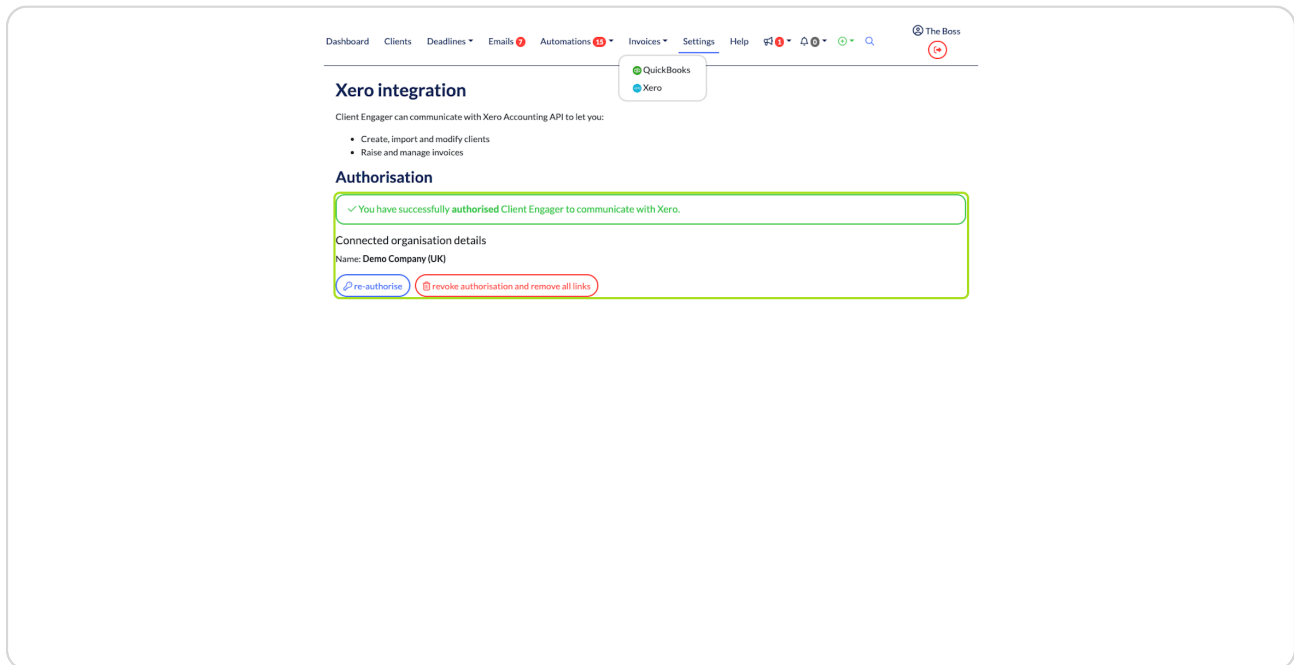 The Boss
Dashboard Clients Deadlines Emails 7 Automations 15 Invoices Settings Help 1 0
QuickBooks
Xero
Xero integration
Client Engager can communicate with Xero Accounting API to let you:
• Create, import and modify clients
• Raise and manage invoices
Authorisation
You have successfully authorised Client Engager to communicate with Xero.
Connected organisation details
Name: Demo Company (UK)
re-authorise revoke authorisation and remove all links